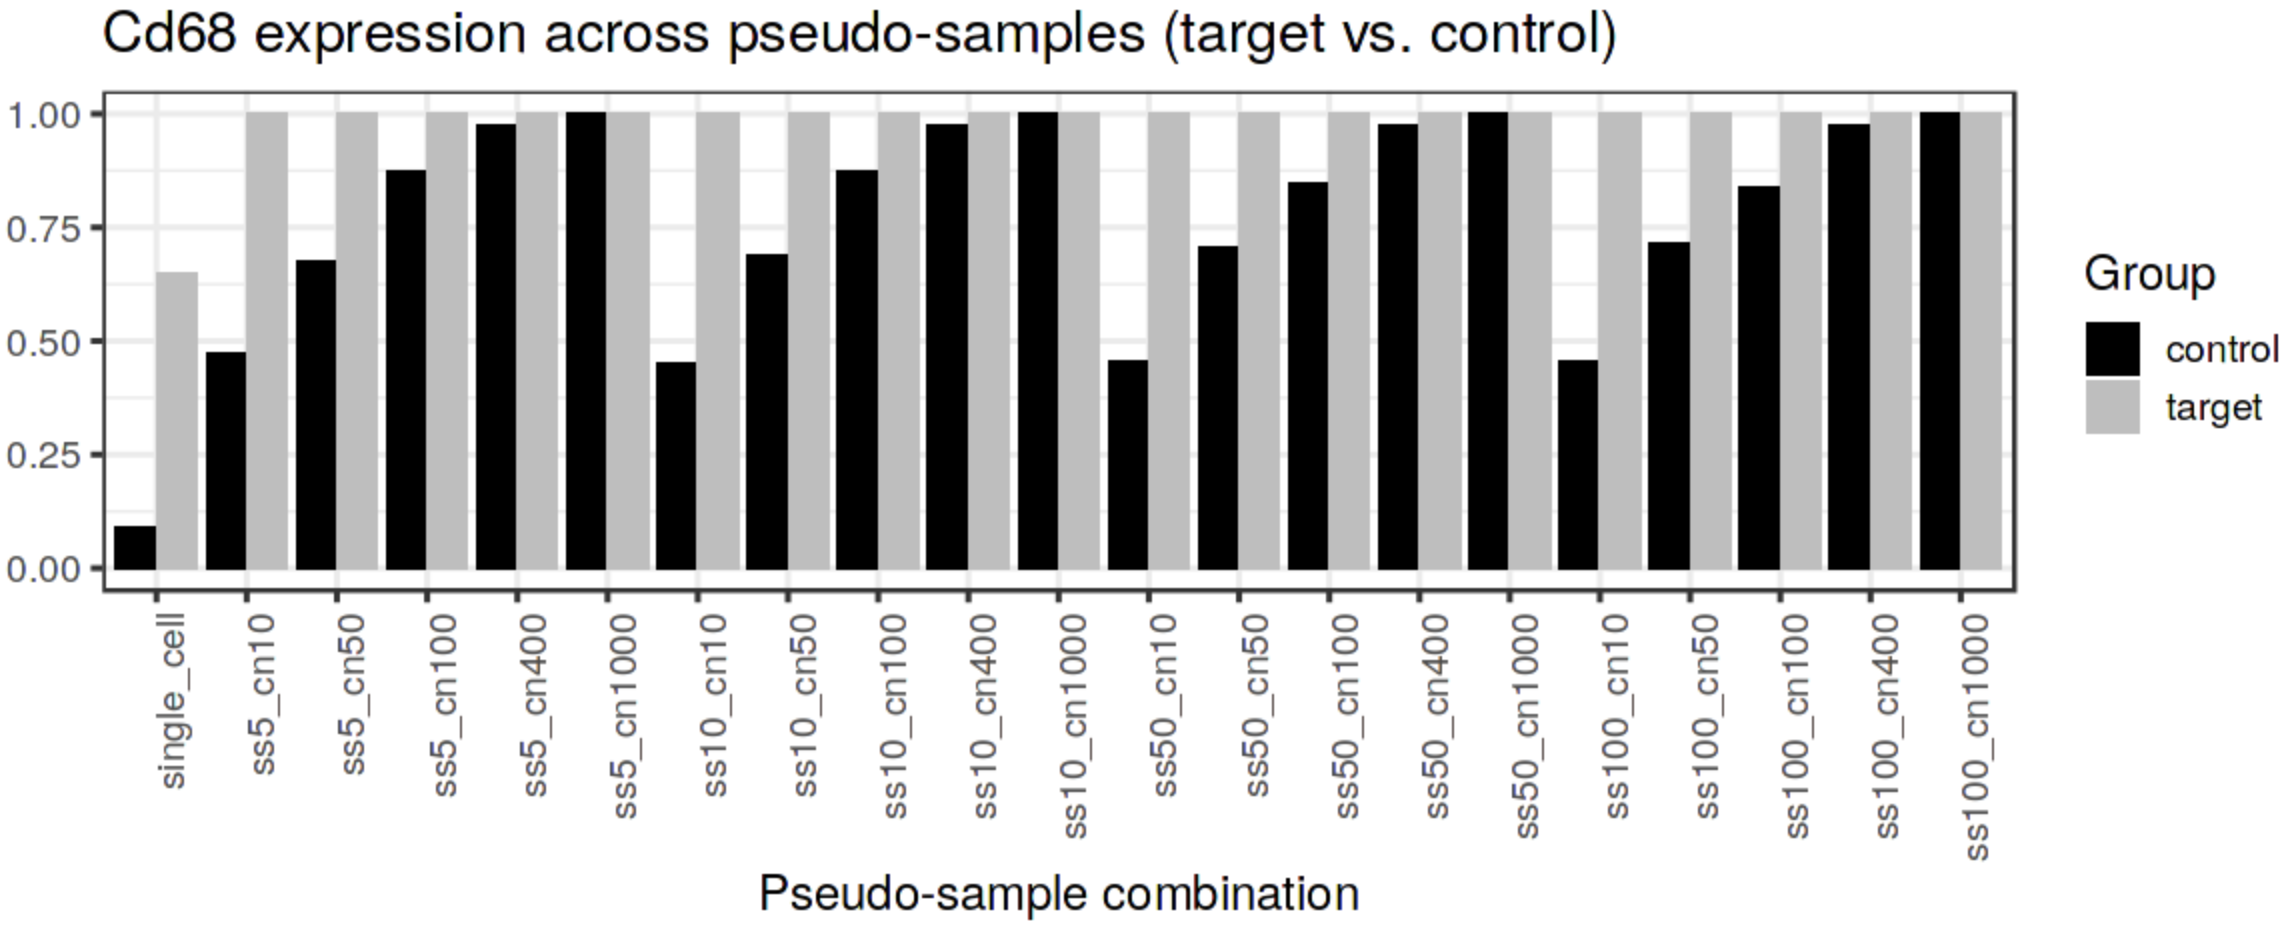 Cd68 expression across pseudo-samples (target vs. control)
1.00
0.75
0.50
0.25
0.00
single_cell
ss5_cn10
ss5_cn50
ss5_cn100
ss5_cn400
ss5_cn1000
ss10_cn10
ss10_cn50
ss10_cn100
ss10_cn400
ss10_cn1000
ss50_cn10
ss50_cn50
ss50_cn100
ss50_cn400
ss50_cn1000
ss100_cn10
ss100_cn50
ss100_cn100
ss100_cn400
ss100_cn1000
Pseudo-sample combination
Group
control
target